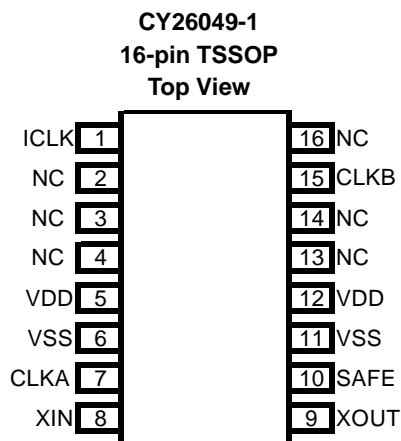 CY26049-1
16-pin TSSOP
Top View
ICLK 1 16 NC
NC 2 15 CLKB
NC 3 14 NC
NC 4 13 NC
VDD 5 12 VDD
VSS 6 11 VSS
CLKA 7 10 SAFE
XIN 8 9 XOUT